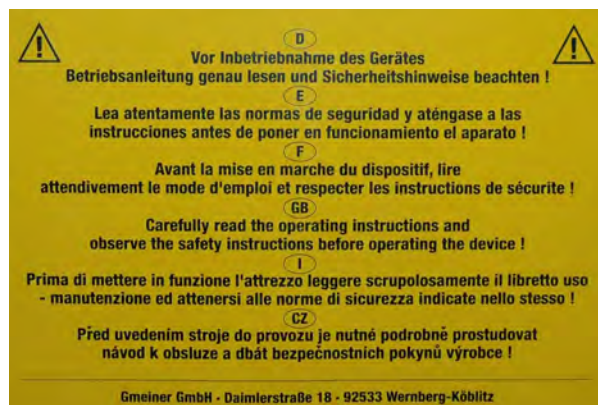 D
Vor Inbetriebnahme des Gerätes
Betriebsanleitung genau lesen und Sicherheitshinweise beachten !
E
Lea atentamente las normas de seguridad y aténgase a las
instrucciones antes de poner en funcionamiento el aparato !
F
Avant la mise en marche du dispositif, lire
attendivement le mode d'emploi et respecter les instructions de sécurite !
GB
Carefully read the operating instructions and
observe the safety instructions before operating the device !
I
Prima di mettere in funzione l'attrezzo leggere scrupolosamente il libretto uso
- manutenzione ed attenersi alle norme di sicurezza indicate nello stesso !
CZ
Před uvedením stroje do provozu je nutné podrobně prostudovat
návod k obsluze a dbát bezpečnostních pokynů výrobce !
Gmeiner GmbH - Daimlerstraße 18 - 92533 Wernberg-Köblitz